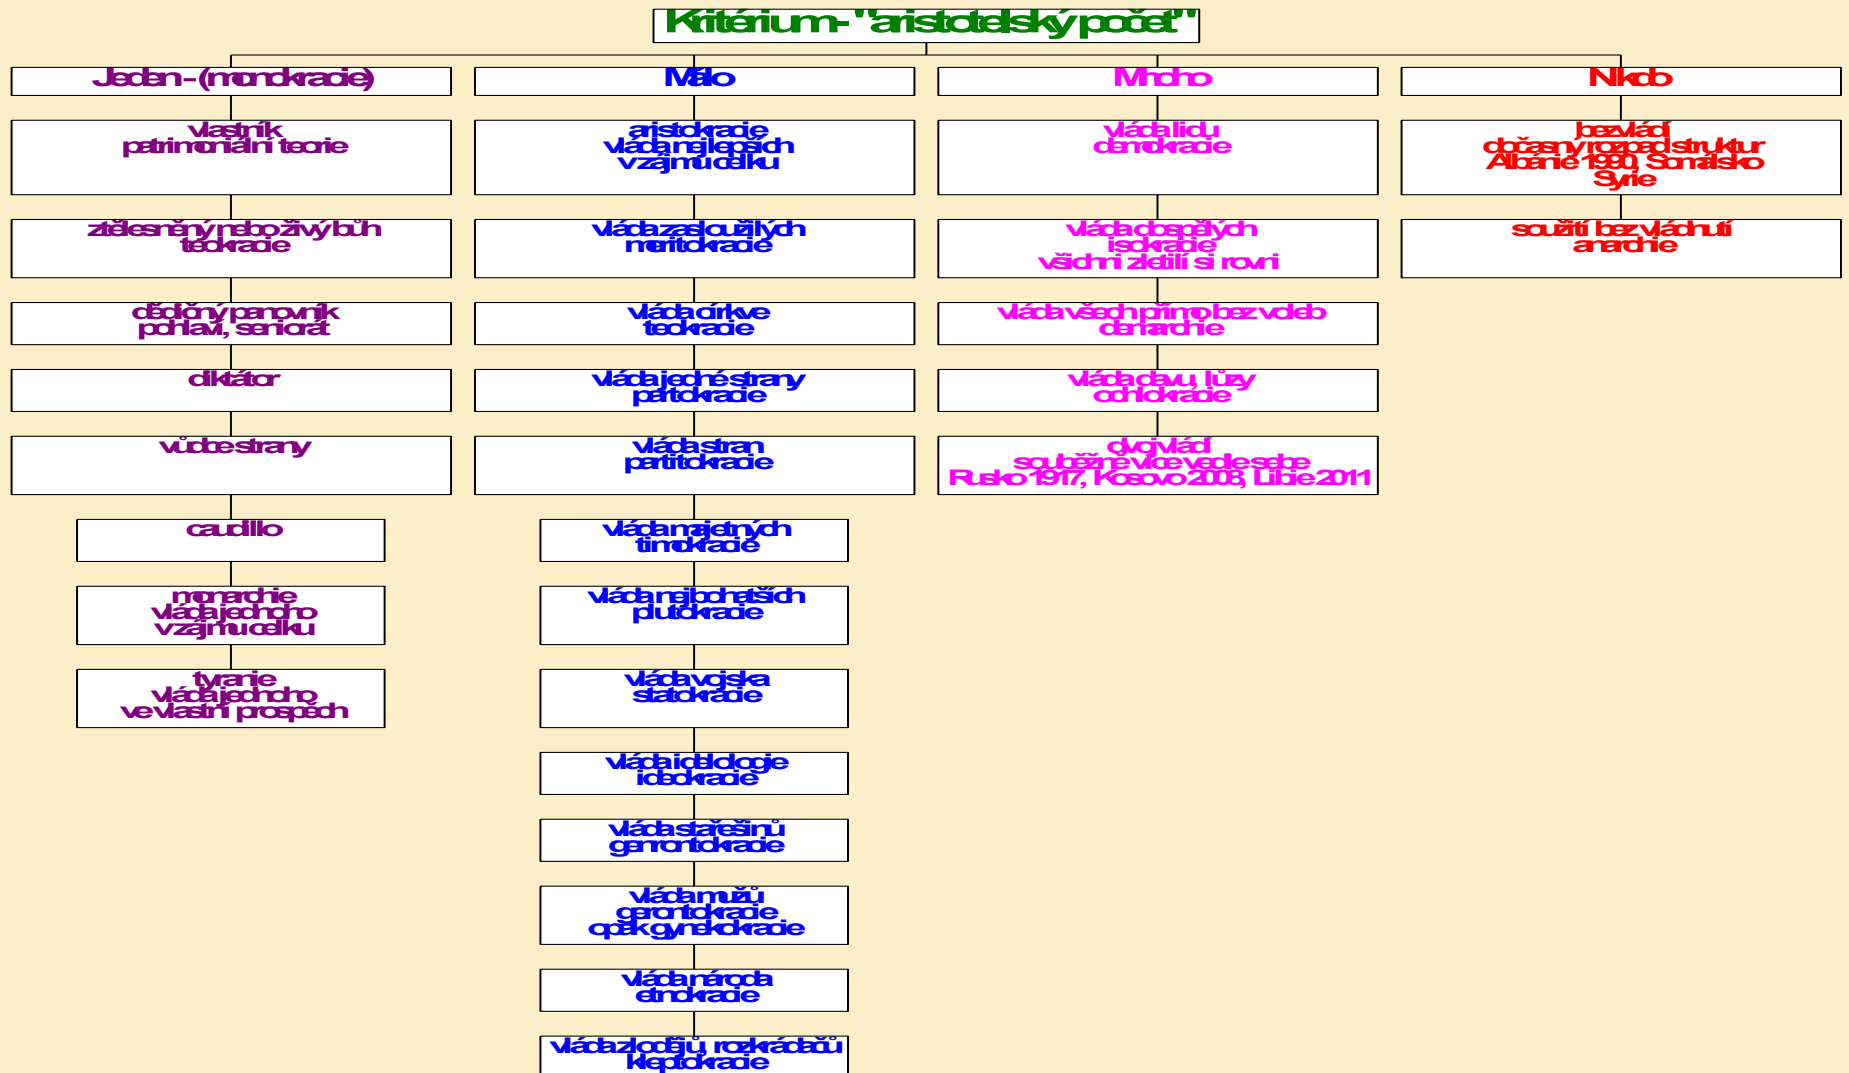 Kritérium - "aristotelský počet"
Jeden - (monokracie)
vlastník
patrimoniální teorie
ztělesněný nebo živý bůh
teokracie
dědičný panovník
pohlaví, seniorát
diktátor
vůdce strany
caudillo
monarchie
vláda jednoho
v zájmu celku
tyranie
vláda jednoho
ve vlastní prospěch
Málo
aristokracie
vláda nejlepších
v zájmu celku
vláda zasloužilých
meritokracie
vláda církve
teokracie
vláda jedné strany
partokracie
vláda stran
partitokracie
vláda majetných
timokracie
vláda nejbohatších
plutokracie
vláda vojska
statokracie
vláda idelologie
ideokracie
vláda stařešinů
genrontokracie
vláda mužů
gerontokracie
opak gynekokracie
vláda národa
etnokracie
vláda zlodějů, rozkrádačů
kleptokracie
Mnoho
vláda lidu
demokracie
vláda dospělých
isokracie
všichni zletilí si rovni
vláda všech přímo, bez voleb
demarchie
vláda davu, lůzy
ochlokracie
dvojvládí
souběžně více vedle sebe
Rusko 1917, Kosovo 2008, Libie 2011
Nikdo
bezvládí
dočasný rozpad struktur
Albánie 1990, Somálsko
Syrie
soužití bez vládnutí
anarchie